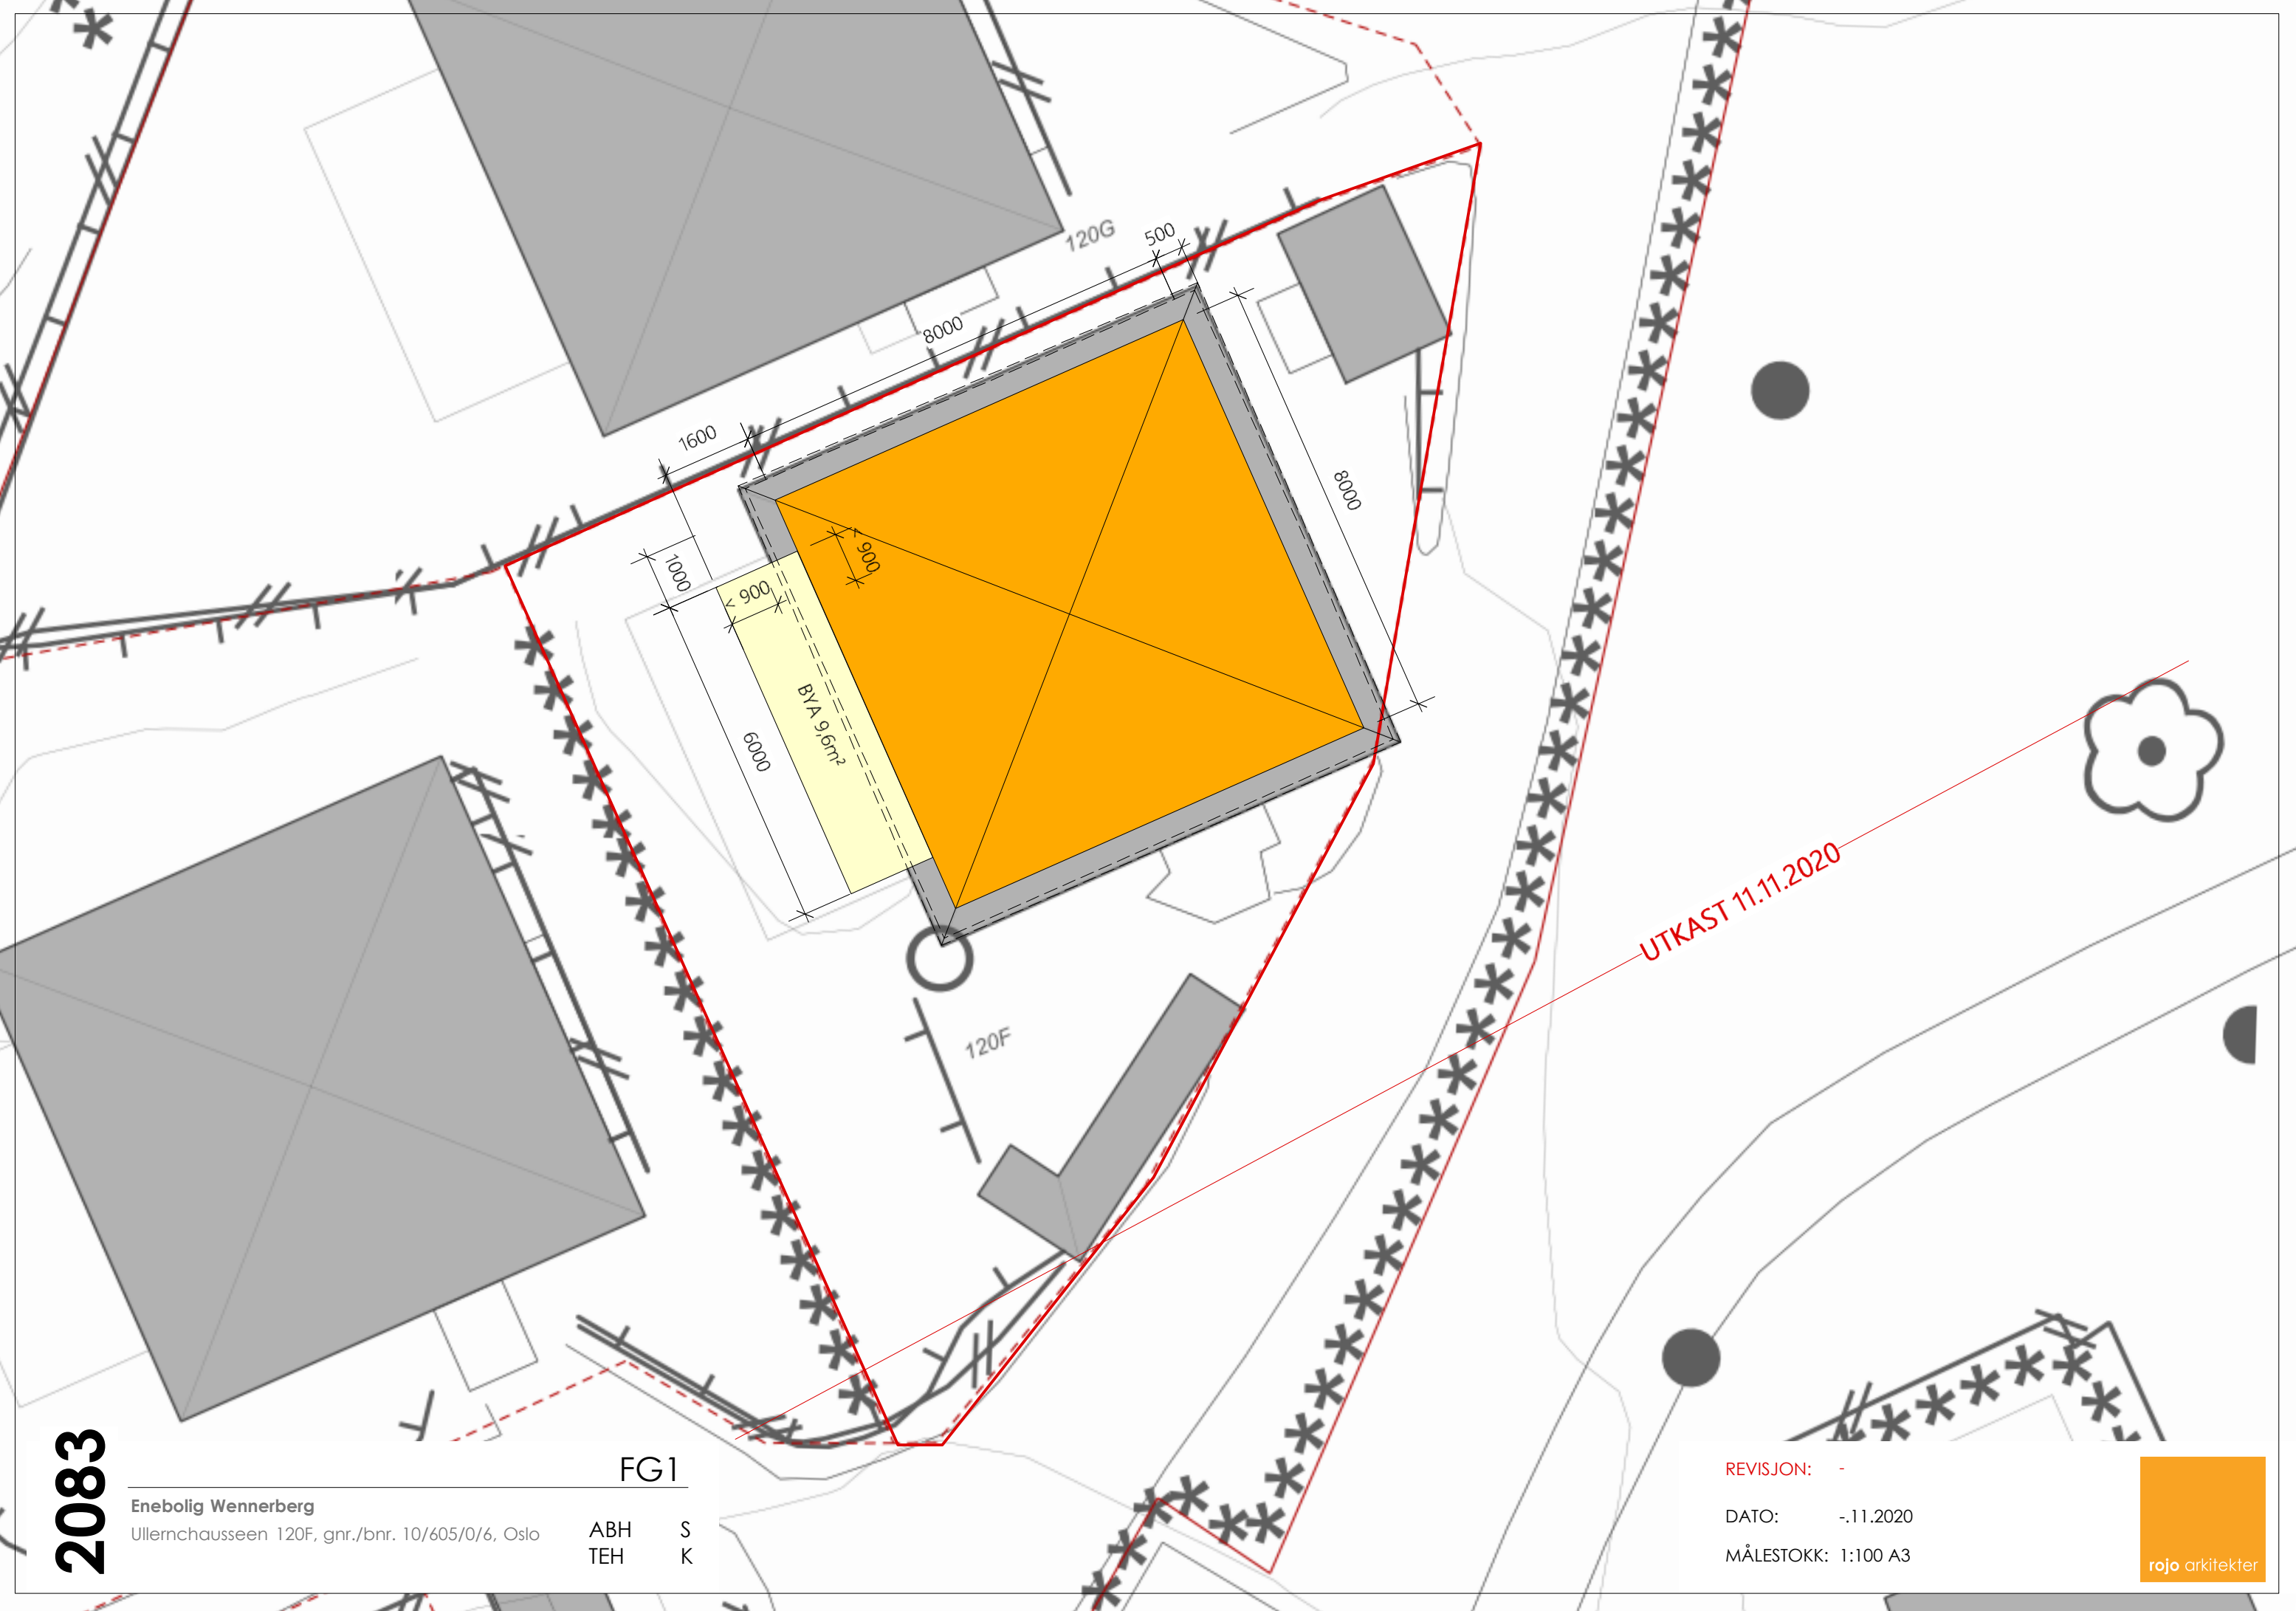 120G
500
8000
1600
8000
1000
< 900
< 900
BYA 9,6m²
6000
120F
UTKAST 11.11.2020
2083
FG1
Enebolig Wennerberg
Ullernchausseen 120F, gnr./bnr. 10/605/0/6, Oslo
ABH S
TEH K
REVISJON: -
DATO: -.11.2020
MÅLESTOKK: 1:100 A3
rojo arkitekter